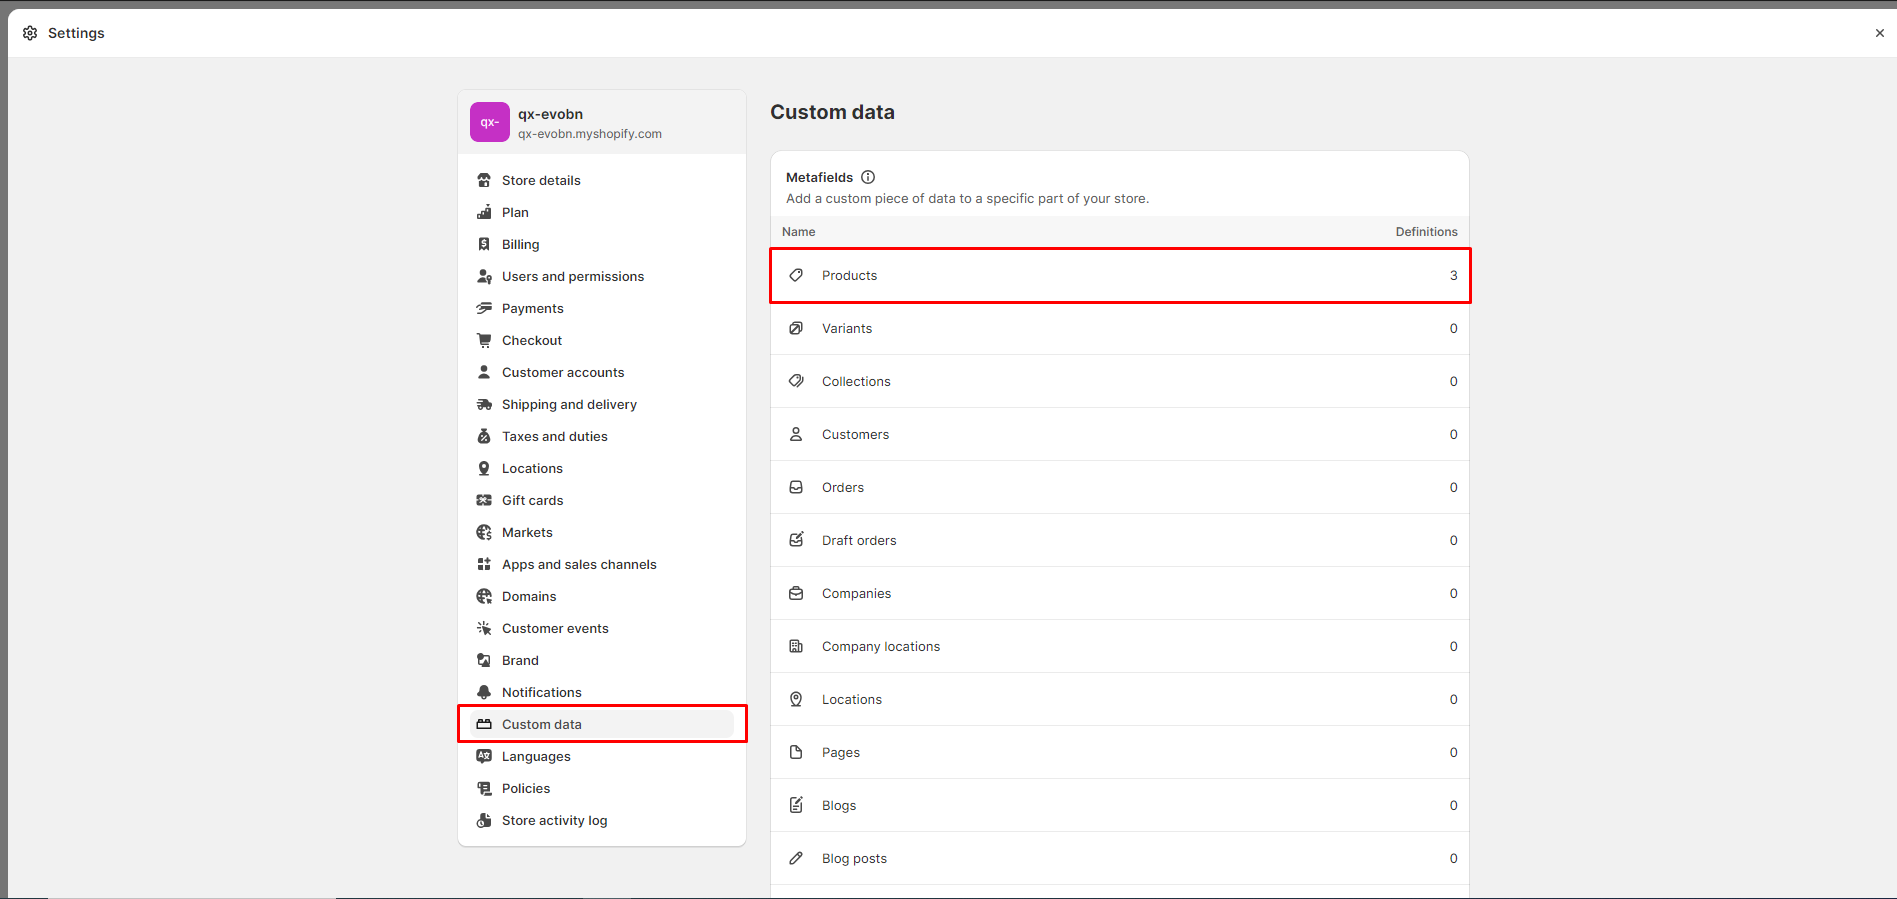 Settings
qx-
qx-evobn
qx-evobn.myshopify.com
Store details
Plan
Billing
Users and permissions
Payments
Checkout
Customer accounts
Shipping and delivery
Taxes and duties
Locations
Gift cards
Markets
Apps and sales channels
Domains
Customer events
Brand
Notifications
Custom data
Languages
Policies
Store activity log
Custom data
Metafields
Add a custom piece of data to a specific part of your store.
Name Definitions
Products 3
Variants 0
Collections 0
Customers 0
Orders 0
Draft orders 0
Companies 0
Company locations 0
Locations 0
Pages 0
Blogs 0
Blog posts 0